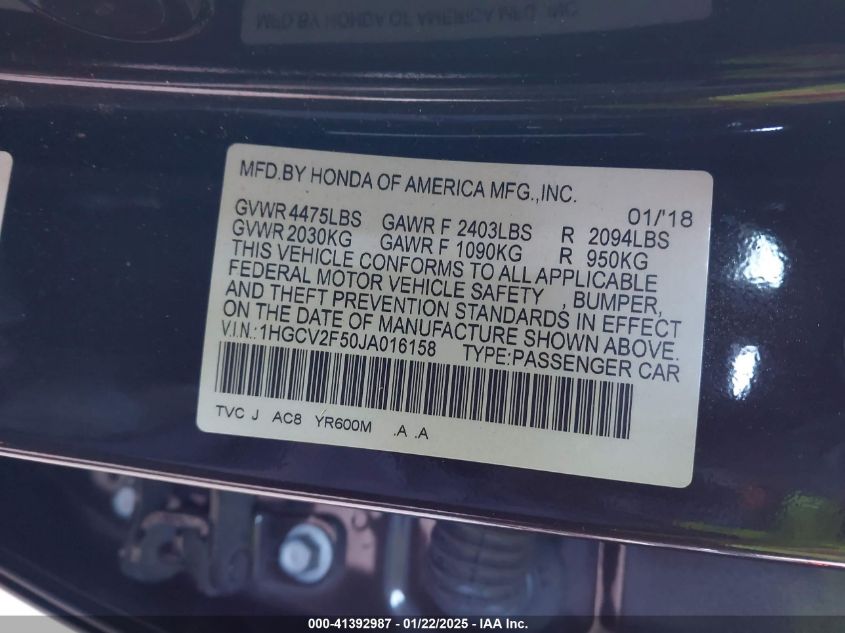 MFD.BY HONDA OF AMERICA MFG.,INC.
01/'18
GVWR 4475LBS GAWR F 2403LBS R 2094LBS
GVWR 2030KG GAWR F 1090KG R 950KG
THIS VEHICLE CONFORMS TO ALL APPLICABLE
FEDERAL MOTOR VEHICLE SAFETY , BUMPER,
AND THEFT PREVENTION STANDARDS IN EFFECT
ON THE DATE OF MANUFACTURE SHOWN ABOVE.
V.I.N.:1HGCV2F50JA016158 TYPE:PASSENGER CAR
TVC J AC8 YR600M .A .A
000-41392987 - 01/22/2025 - IAA Inc.